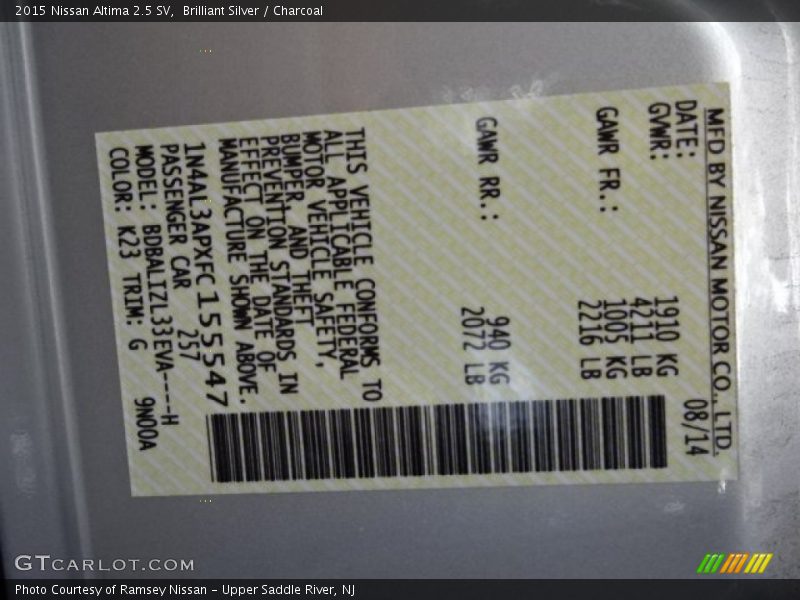 2015 Nissan Altima 2.5 SV,  Brilliant Silver / Charcoal
MFD BY NISSAN MOTOR CO., LTD.
DATE: 08/14
GVWR: 1910 KG
4211 LB
GAWR FR.: 1005 KG
2216 LB
GAWR RR.: 940 KG
2072 LB
THIS VEHICLE CONFORMS TO
ALL APPLICABLE FEDERAL
MOTOR VEHICLE SAFETY,
BUMPER, AND THEFT
PREVENTION STANDARDS IN
EFFECT ON THE DATE OF
MANUFACTURE SHOWN ABOVE.
1N4AL3APXFC155547
PASSENGER CAR 257
MODEL: BDBALIZL33EVA----H
COLOR: K23 TRIM: G 9N00A
GTCARLOT.COM
Photo Courtesy of Ramsey Nissan - Upper Saddle River, NJ